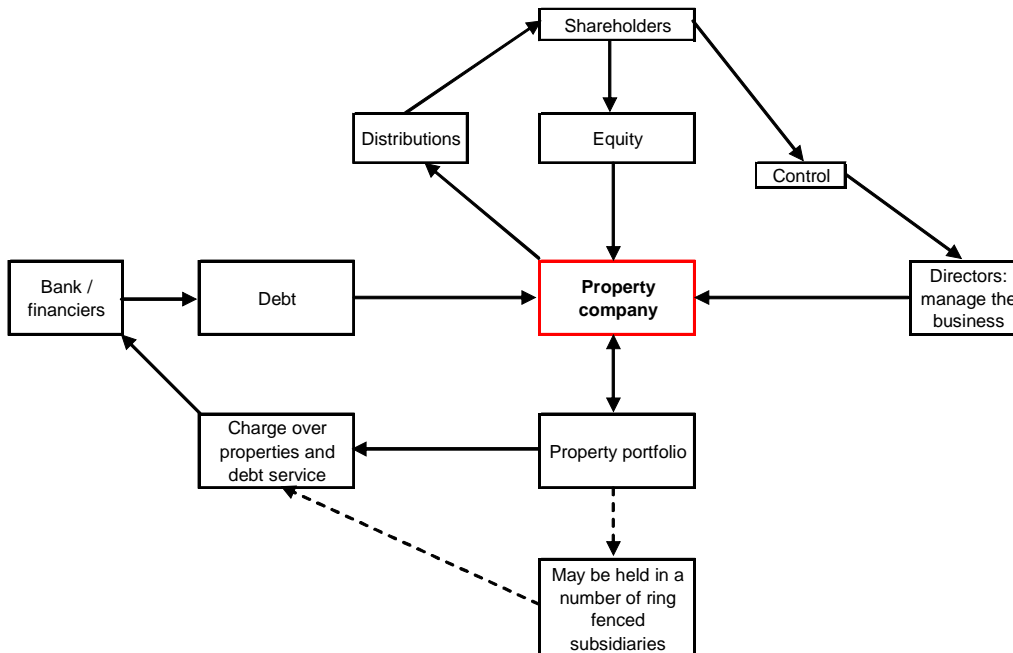 Shareholders
Distributions
Equity
Control
Bank /
financiers
Debt
Property
company
Directors:
manage the
business
Charge over
properties and
debt service
Property portfolio
May be held in a
number of ring
fenced
subsidiaries